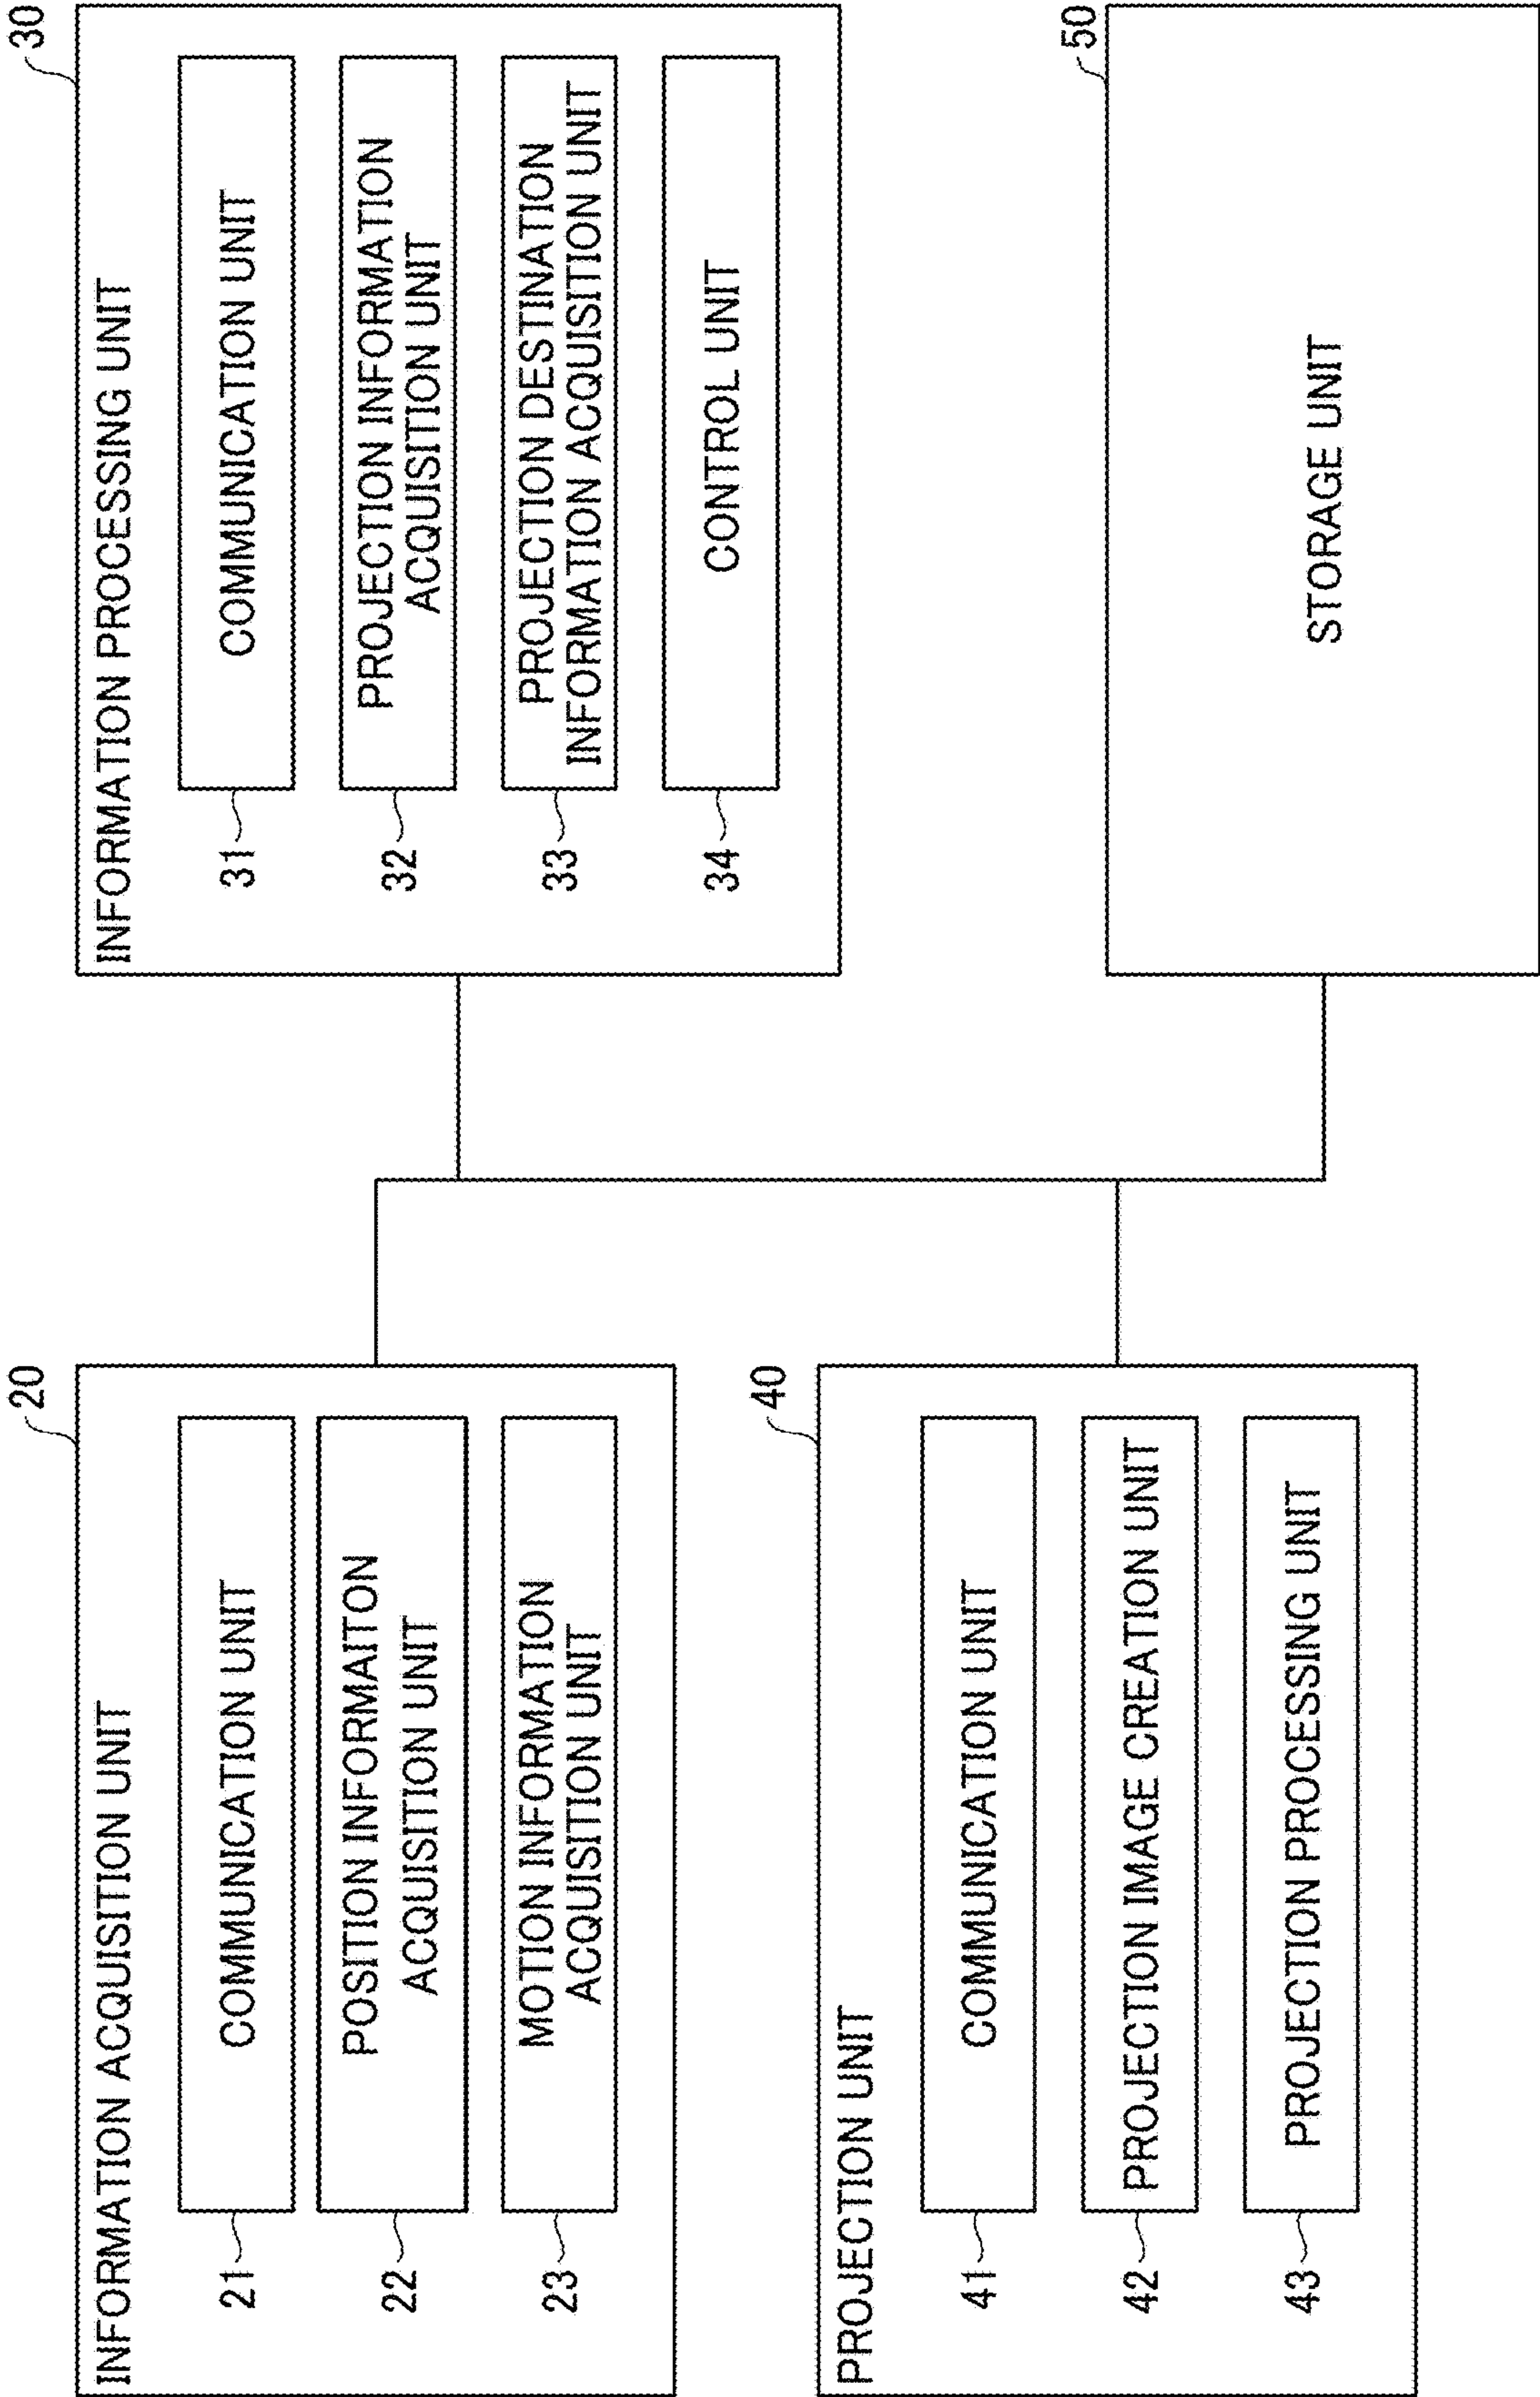 20
INFORMATION ACQUISITION UNIT
21
COMMUNICATION UNIT
22
POSITION INFORMAITON
ACQUISITION UNIT
23
MOTION INFORMATION
ACQUISITION UNIT
30
INFORMATION PROCESSING UNIT
31
COMMUNICATION UNIT
32
PROJECTION INFORMATION
ACQUISITION UNIT
33
PROJECTION DESTINATION
INFORMATION ACQUISITION UNIT
34
CONTROL UNIT
40
PROJECTION UNIT
41
COMMUNICATION UNIT
42
PROJECTION IMAGE CREATION UNIT
43
PROJECTION PROCESSING UNIT
50
STORAGE UNIT